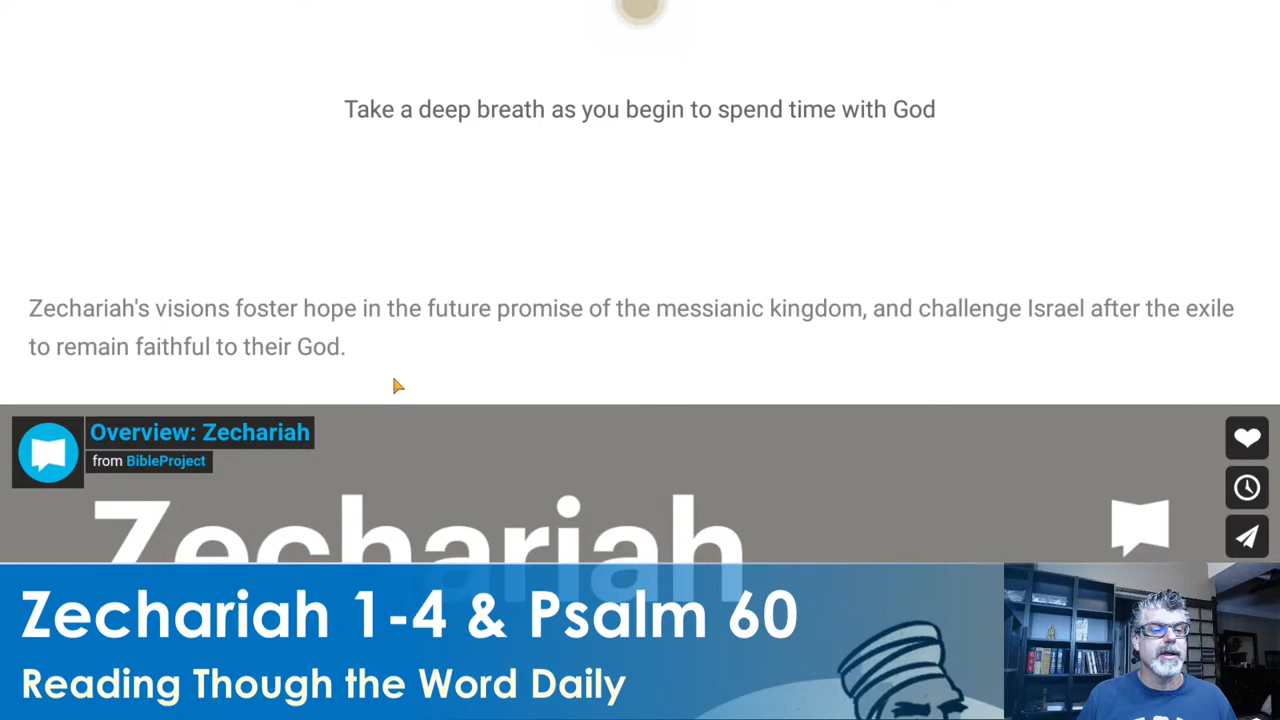 Take a deep breath as you begin to spend time with God
Zechariah's visions foster hope in the future promise of the messianic kingdom, and challenge Israel after the exile
to remain faithful to their God.
Overview: Zechariah
from BibleProject
Zechariah
Zechariah 1-4 & Psalm 60
Reading Though the Word Daily